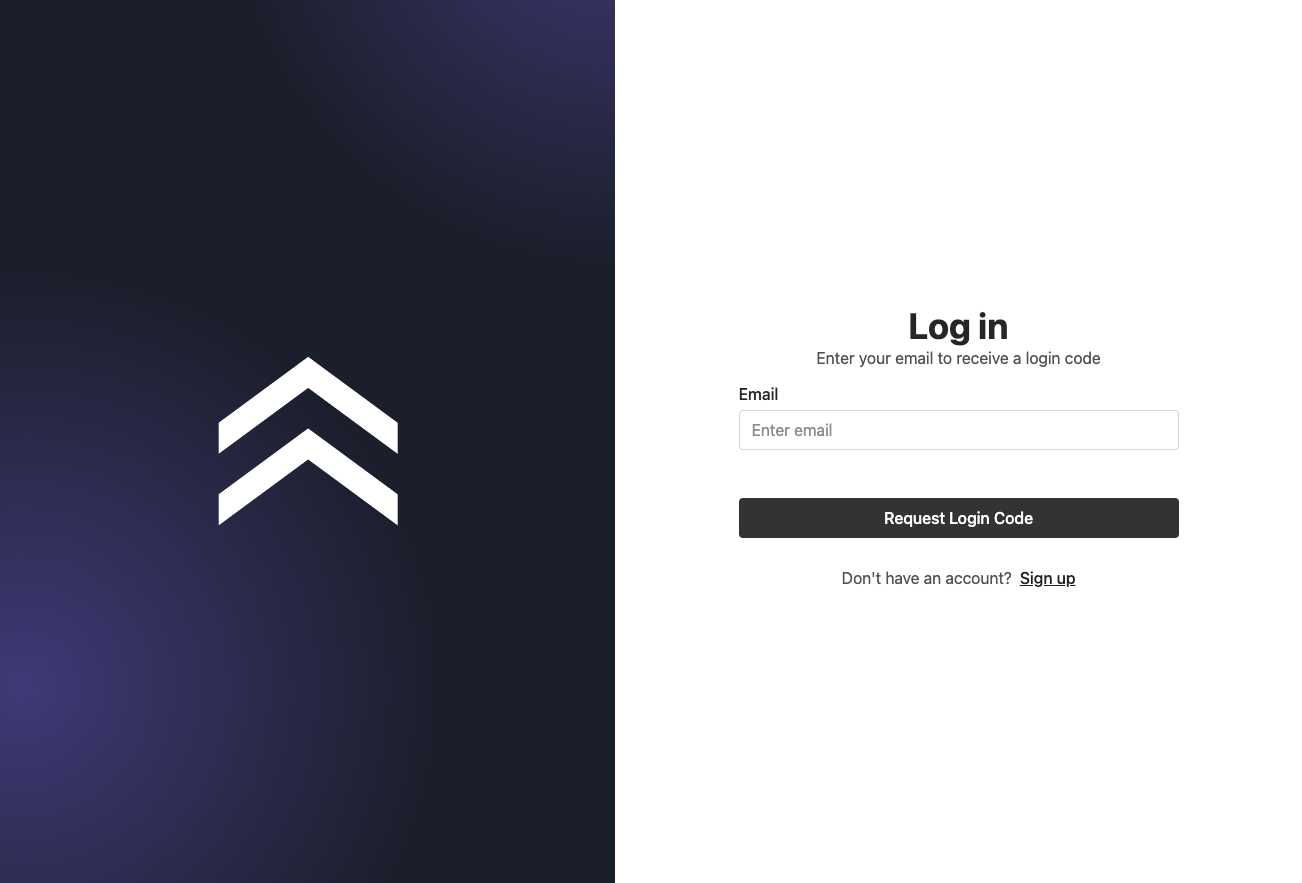 Log in
Enter your email to receive a login code
Email
Enter email
Request Login Code
Don't have an account? Sign up